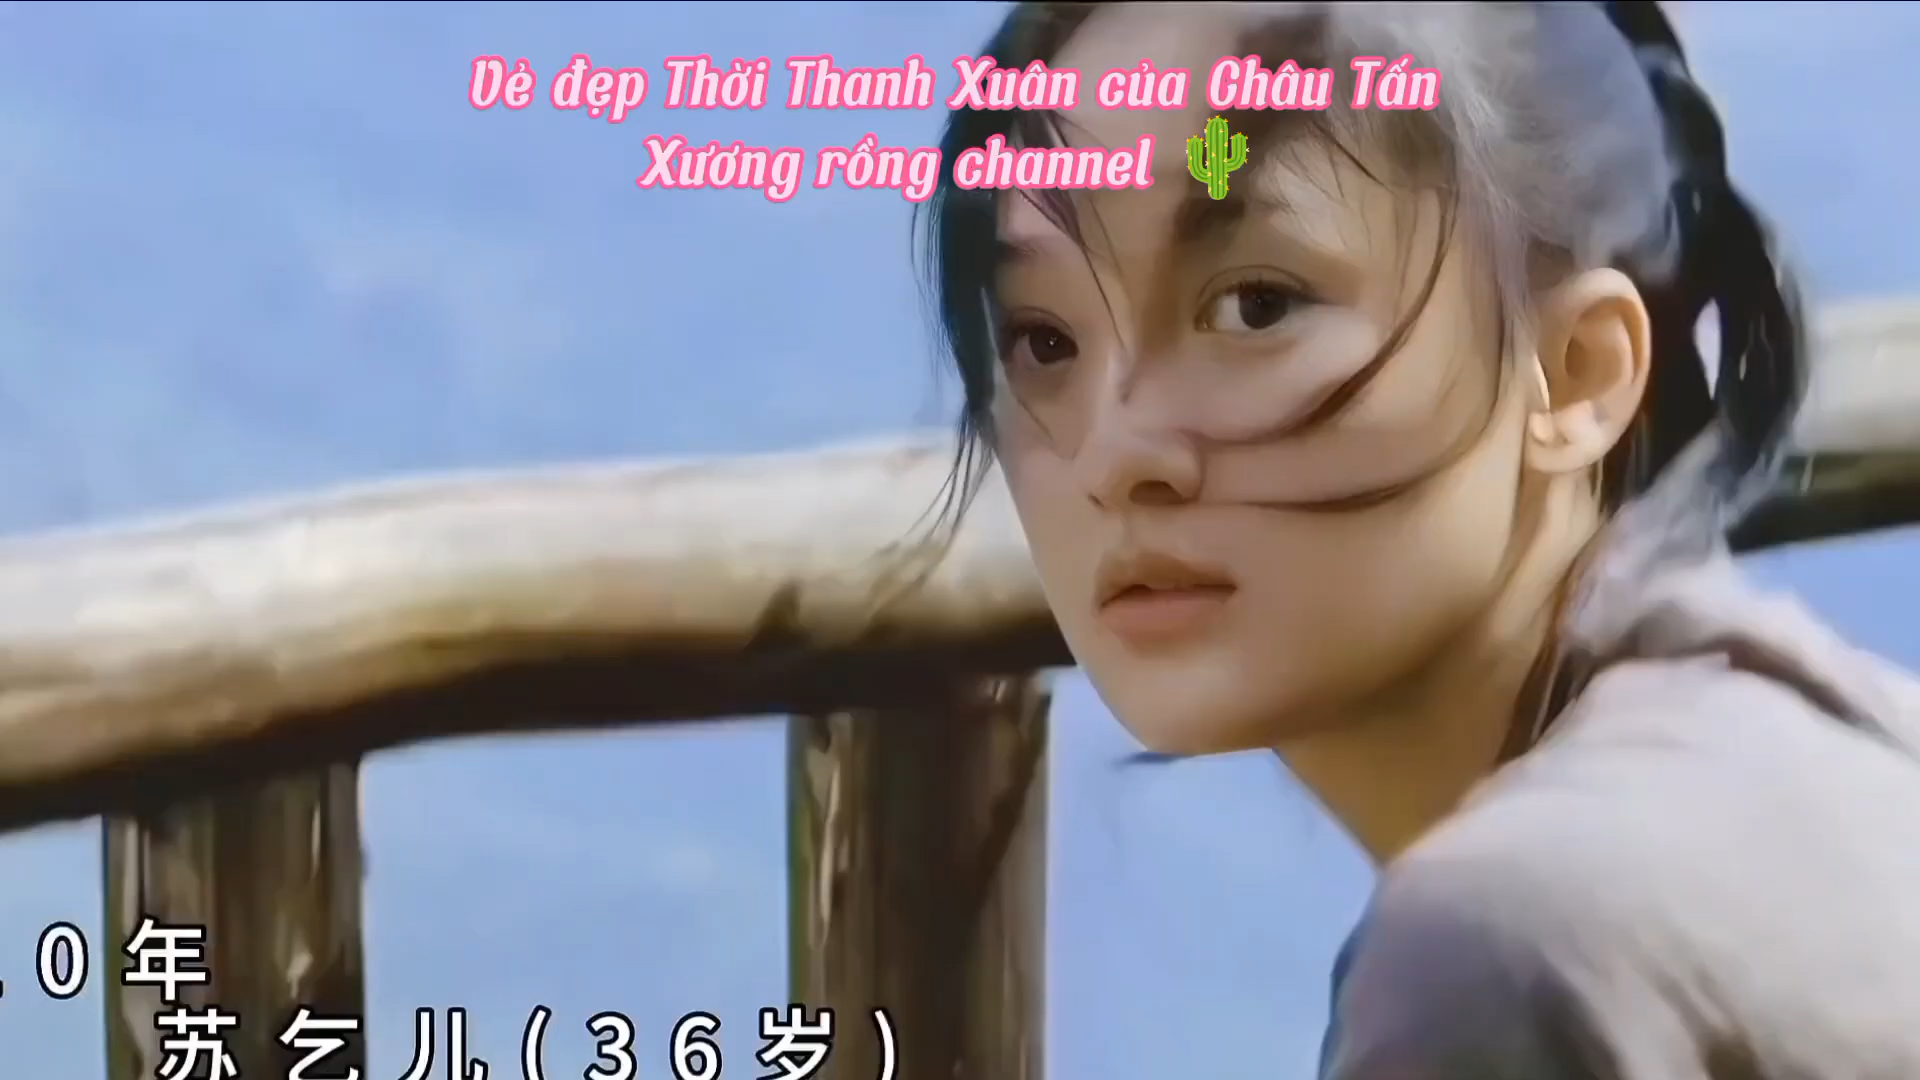 Vẻ đẹp Thời Thanh Xuân của Châu Tấn
Xương rồng channel
0年
苏乞儿(36岁)